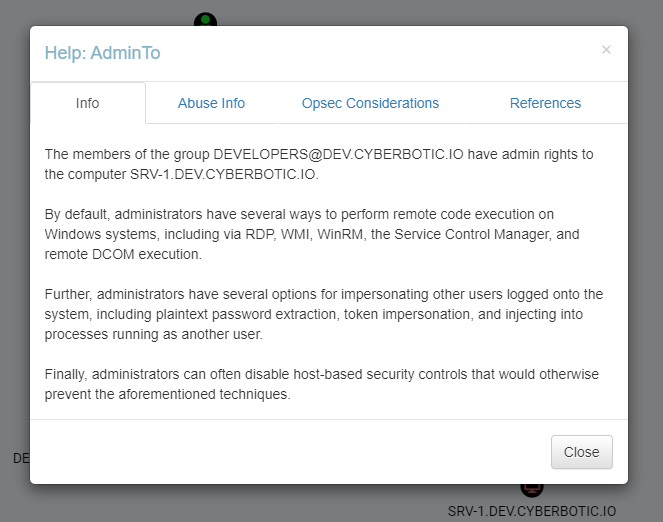 Help: AdminTo
×
Info
Abuse Info
Opsec Considerations
References
The members of the group DEVELOPERS@DEV.CYBERBOTIC.IO have admin rights to
the computer SRV-1.DEV.CYBERBOTIC.IO.
By default, administrators have several ways to perform remote code execution on
Windows systems, including via RDP, WMI, WinRM, the Service Control Manager, and
remote DCOM execution.
Further, administrators have several options for impersonating other users logged onto the
system, including plaintext password extraction, token impersonation, and injecting into
processes running as another user.
Finally, administrators can often disable host-based security controls that would otherwise
prevent the aforementioned techniques.
Close
DE
SRV-1.DEV.CYBERBOTIC.IO